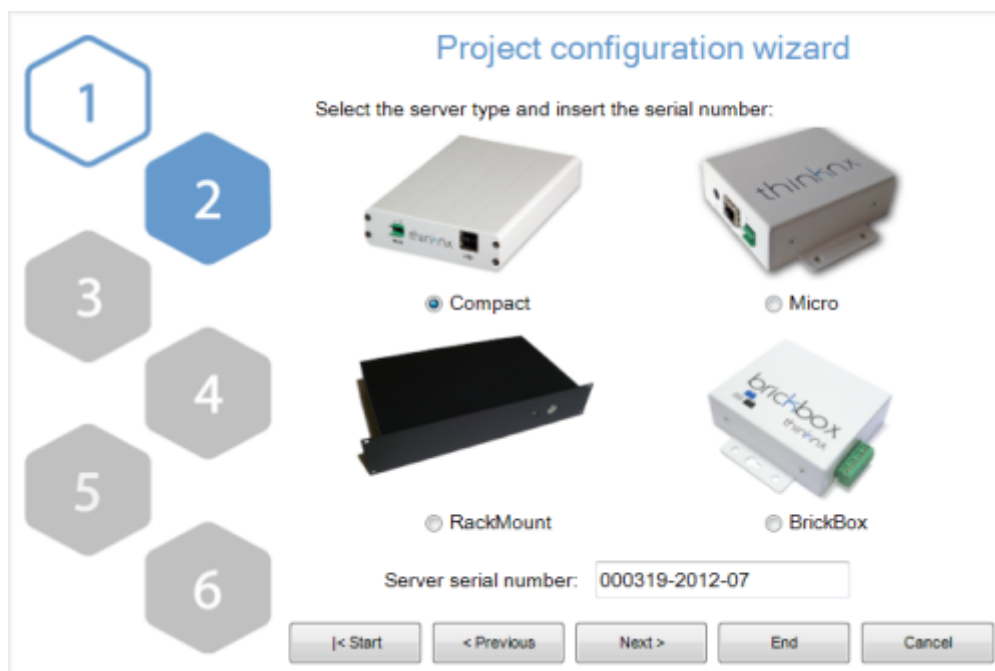 Project configuration wizard
1
Select the server type and insert the serial number:
2
thinknx
thinknx
3
Compact
Micro
4
brickbox
thinknx
5
RackMount
BrickBox
6
Server serial number: 000319-2012-07
|< Start
< Previous
Next >
End
Cancel